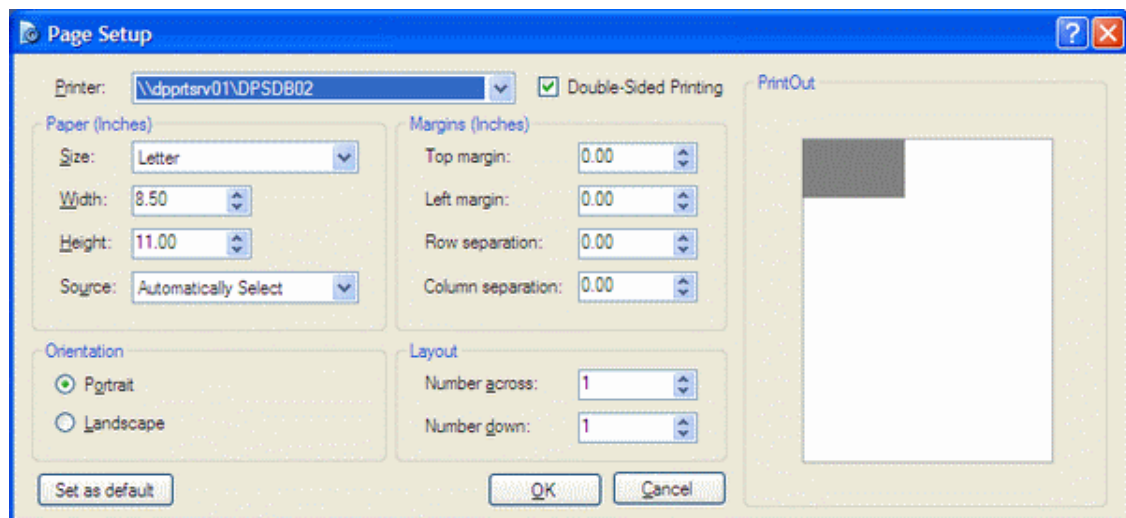 Page Setup
Printer: \\dpprtsrv01\DPSDB02
Double-Sided Printing
Paper (Inches)
Size: Letter
Width: 8.50
Height: 11.00
Source: Automatically Select
Margins (Inches)
Top margin: 0.00
Left margin: 0.00
Row separation: 0.00
Column separation: 0.00
Orientation
Portrait
Landscape
Layout
Number across: 1
Number down: 1
PrintOut
Set as default
OK
Cancel